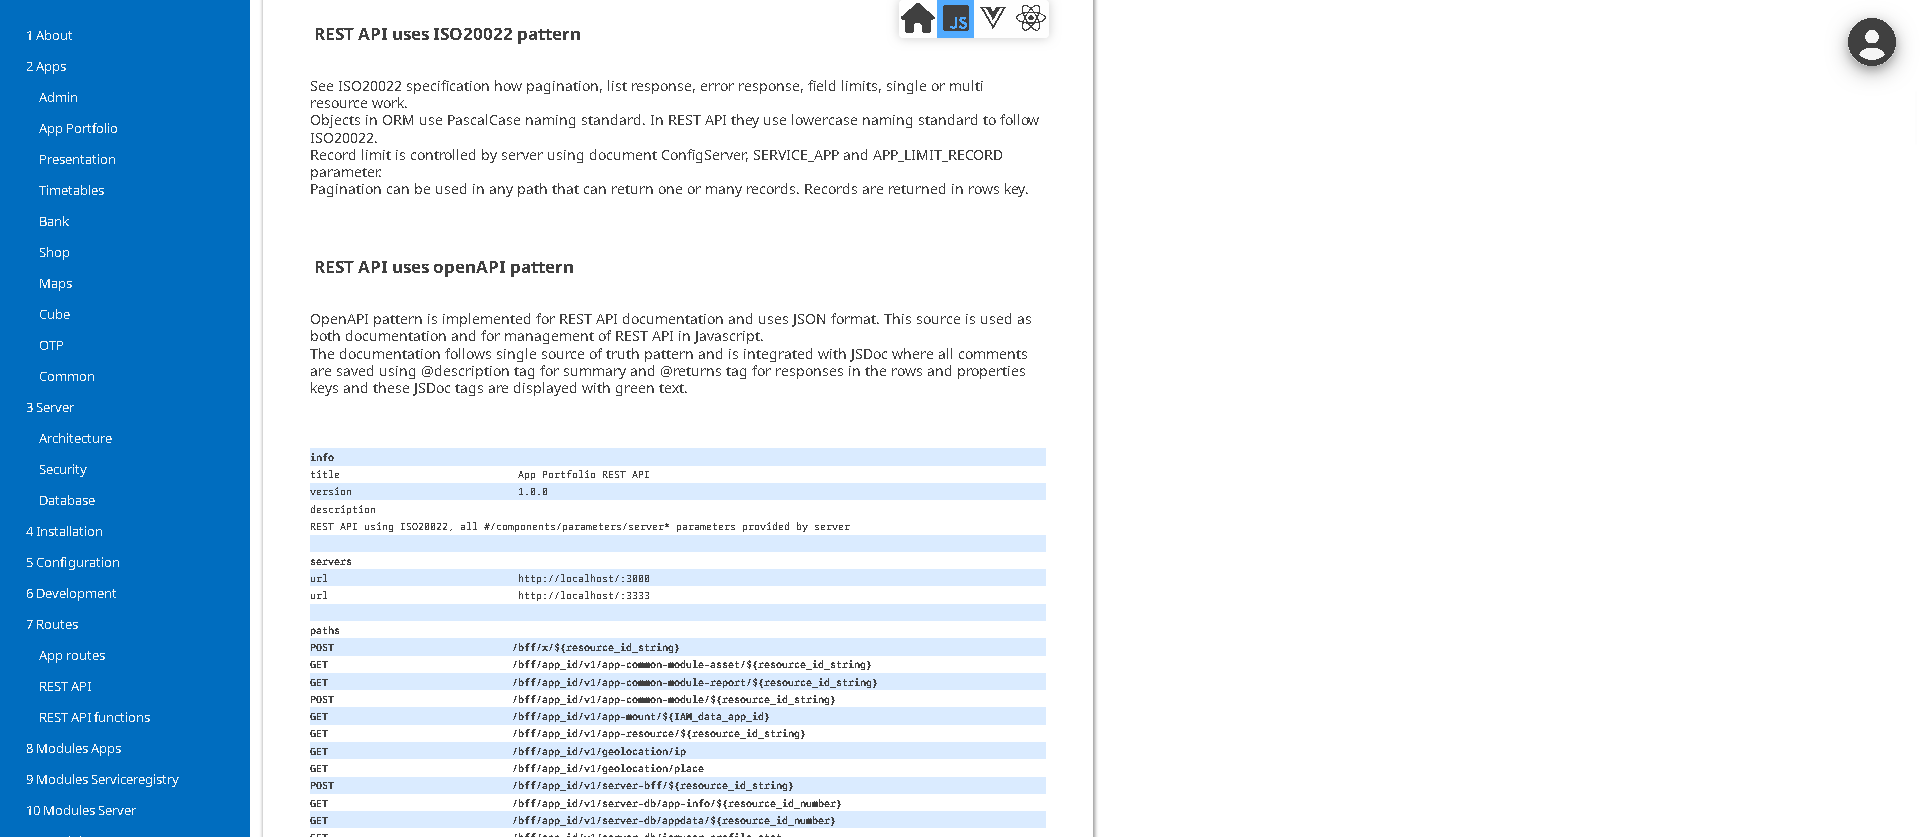 1 About
2 Apps
Admin
App Portfolio
Presentation
Timetables
Bank
Shop
Maps
Cube
OTP
Common
3 Server
Architecture
Security
Database
4 Installation
5 Configuration
6 Development
7 Routes
App routes
REST API
REST API functions
8 Modules Apps
9 Modules Serviceregistry
10 Modules Server
JS
REST API uses ISO20022 pattern
See ISO20022 specification how pagination, list response, error response, field limits, single or multi
resource work.
Objects in ORM use PascalCase naming standard. In REST API they use lowercase naming standard to follow
ISO20022.
Record limit is controlled by server using document ConfigServer, SERVICE_APP and APP_LIMIT_RECORD
parameter.
Pagination can be used in any path that can return one or many records. Records are returned in rows key.
REST API uses openAPI pattern
OpenAPI pattern is implemented for REST API documentation and uses JSON format. This source is used as
both documentation and for management of REST API in Javascript.
The documentation follows single source of truth pattern and is integrated with JSDoc where all comments
are saved using @description tag for summary and @returns tag for responses in the rows and properties
keys and these JSDoc tags are displayed with green text.
info
title App Portfolio REST API
version 1.0.0
description
REST API using ISO20022, all #/components/parameters/server* parameters provided by server
servers
url http://localhost/:3000
url http://localhost/:3333
paths
POST /bff/x/${resource_id_string}
GET /bff/app_id/v1/app-common-module-asset/${resource_id_string}
GET /bff/app_id/v1/app-common-module-report/${resource_id_string}
POST /bff/app_id/v1/app-common-module/${resource_id_string}
GET /bff/app_id/v1/app-mount/${IAM_data_app_id}
GET /bff/app_id/v1/app-resource/${resource_id_string}
GET /bff/app_id/v1/geolocation/ip
GET /bff/app_id/v1/geolocation/place
POST /bff/app_id/v1/server-bff/${resource_id_string}
GET /bff/app_id/v1/server-db/app-info/${resource_id_number}
GET /bff/app_id/v1/server-db/appdata/${resource_id_number}